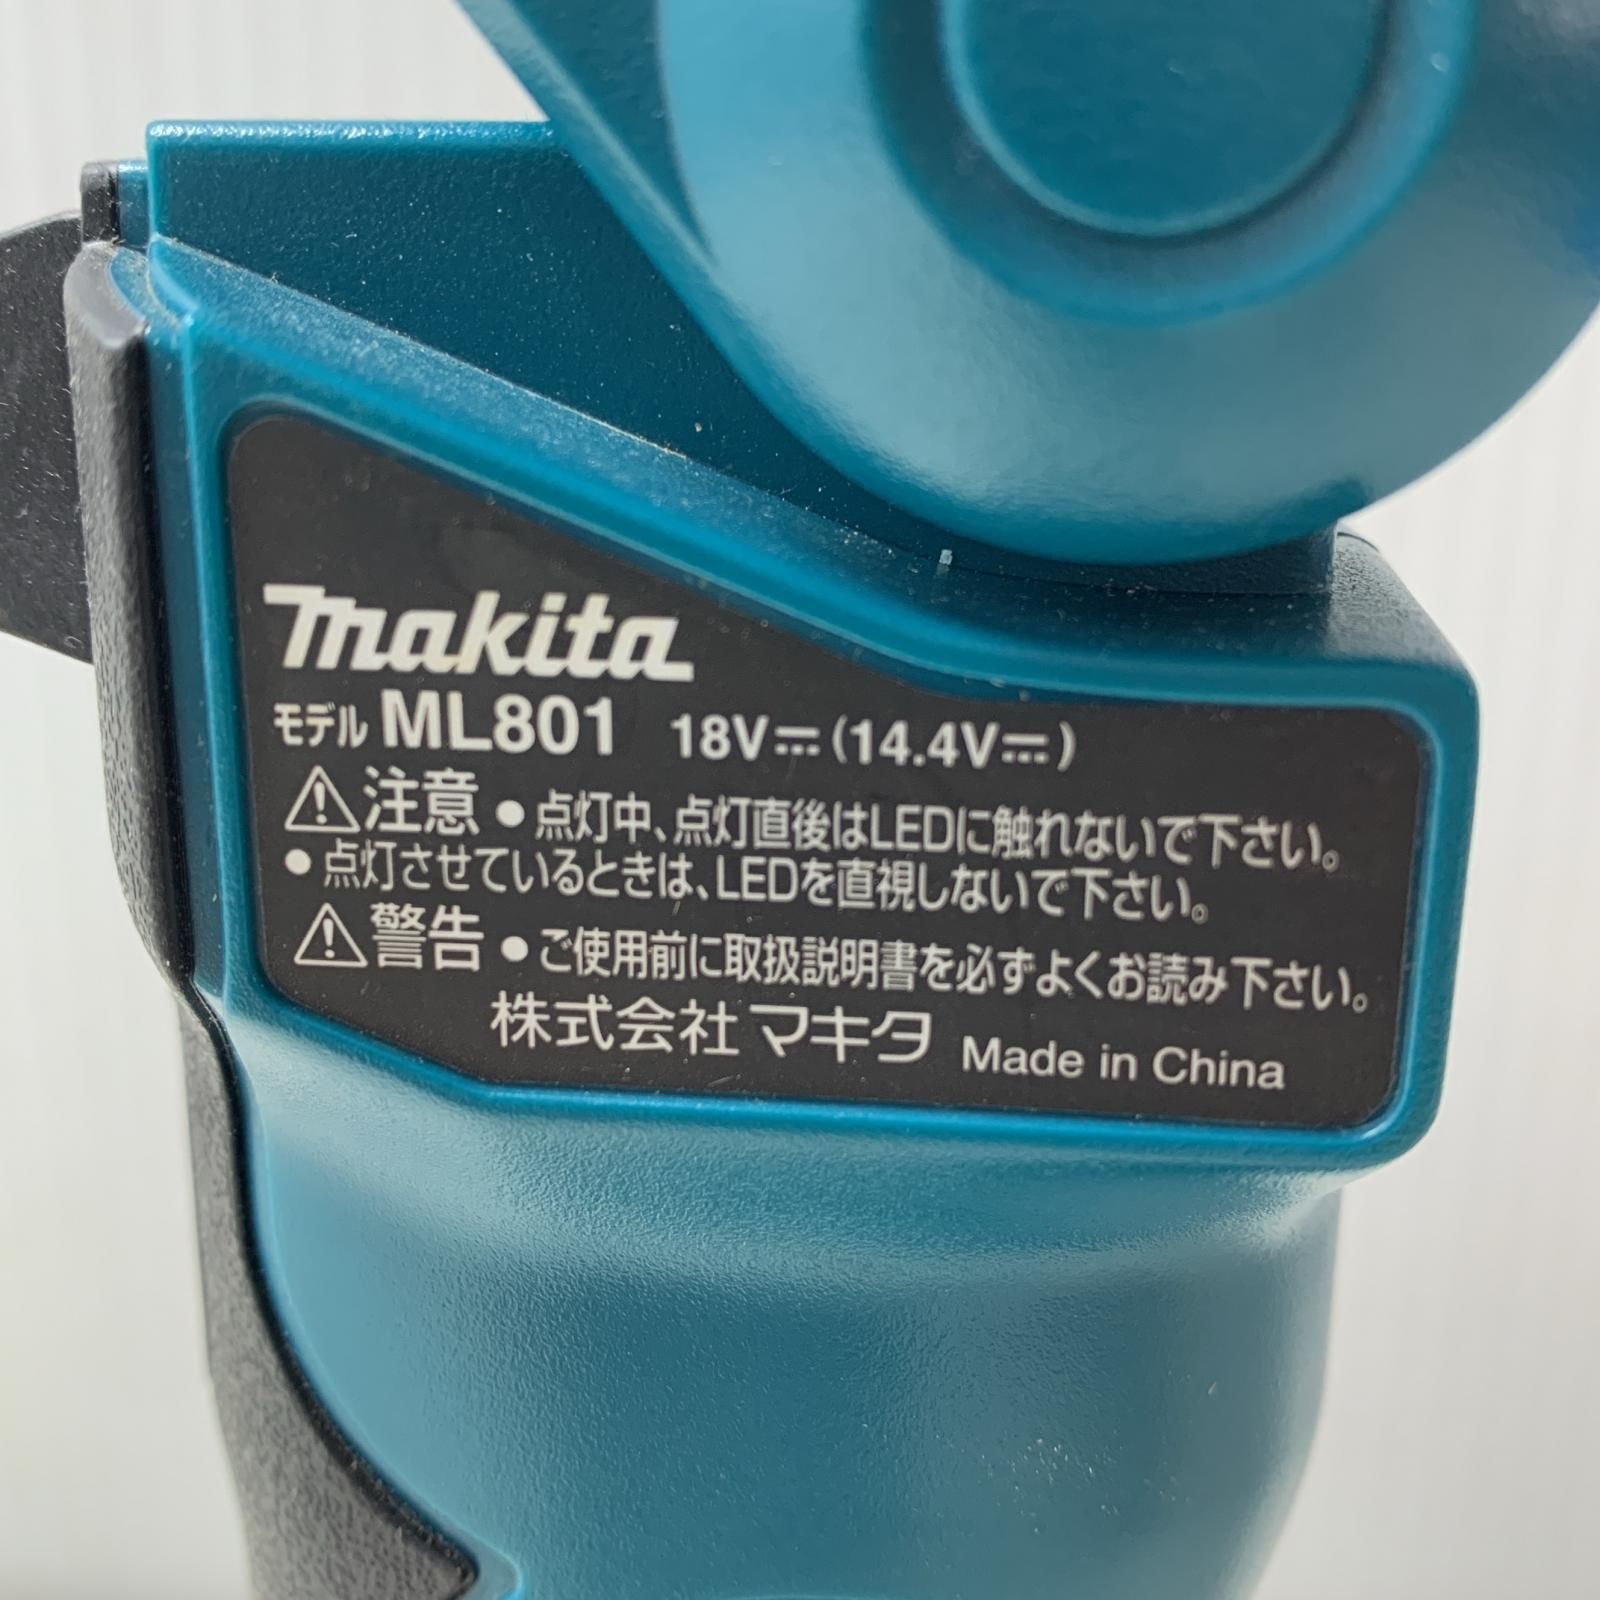 makita
モデル ML801 18V⎓(14.4V⎓)
⚠注意 ●点灯中、点灯直後はLEDに触れないで下さい。
●点灯させているときは、LEDを直視しないで下さい。
⚠警告 ●ご使用前に取扱説明書を必ずよくお読み下さい。
株式会社マキタ Made in China